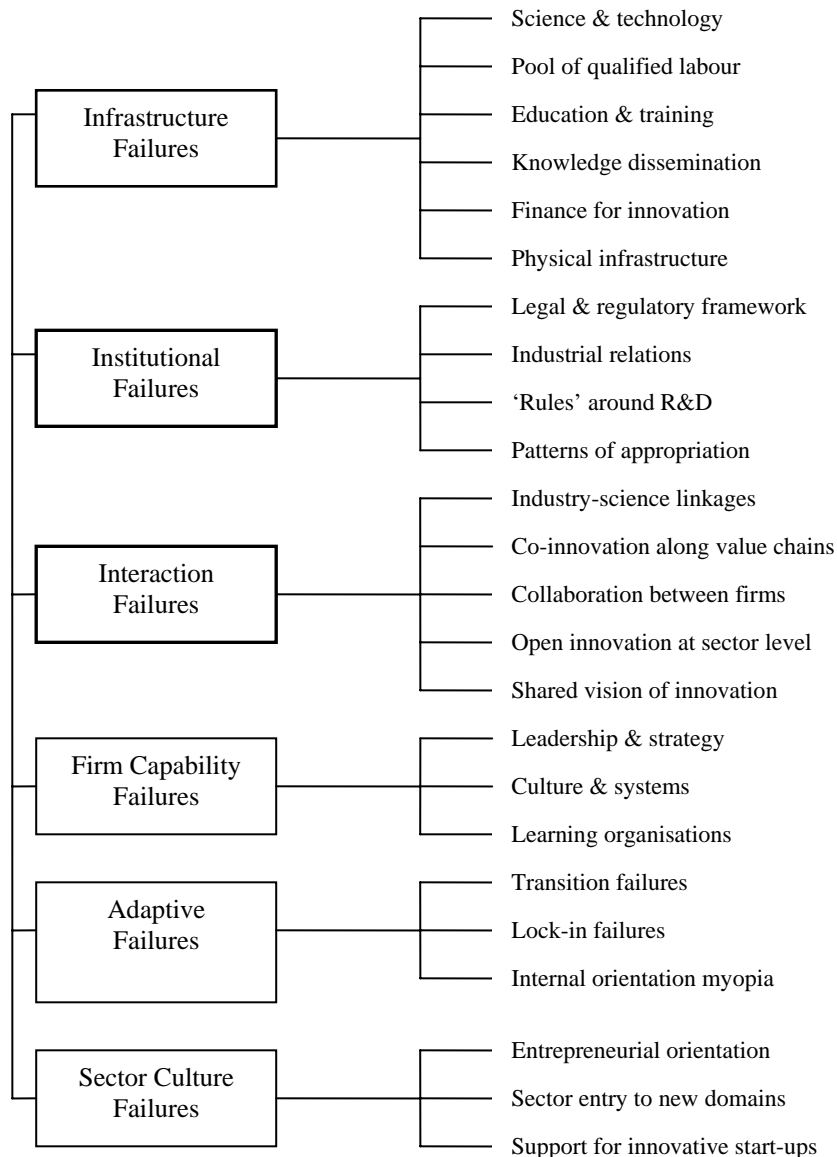 Infrastructure
Failures
Science & technology
Pool of qualified labour
Education & training
Knowledge dissemination
Finance for innovation
Physical infrastructure
Institutional
Failures
Legal & regulatory framework
Industrial relations
‘Rules’ around R&D
Patterns of appropriation
Interaction
Failures
Industry-science linkages
Co-innovation along value chains
Collaboration between firms
Open innovation at sector level
Shared vision of innovation
Firm Capability
Failures
Leadership & strategy
Culture & systems
Learning organisations
Adaptive
Failures
Transition failures
Lock-in failures
Internal orientation myopia
Sector Culture
Failures
Entrepreneurial orientation
Sector entry to new domains
Support for innovative start-ups